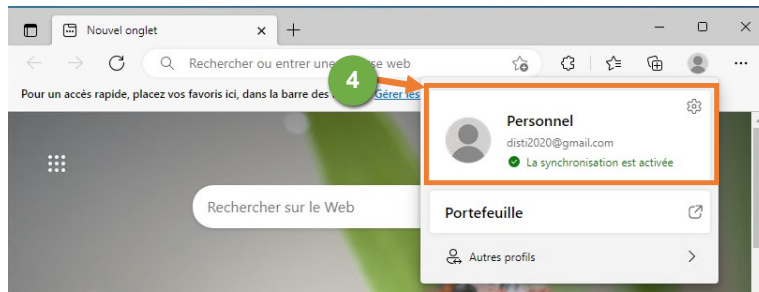 Nouvel onglet
Rechercher ou entrer une se web
4
Pour un accès rapide, placez vos favoris ici, dans la barre des Gérer les
Personnel
disti2020@gmail.com
La synchronisation est activée
Rechercher sur le Web
Portefeuille
Autres profils